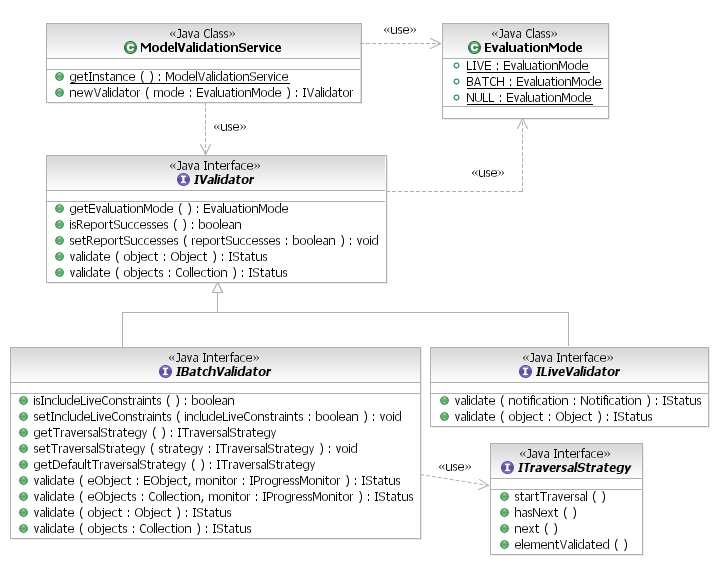 «Java Class»
ModelValidationService
getInstance ( ) : ModelValidationService
newValidator ( mode : EvaluationMode ) : IValidator
«use»
«Java Class»
EvaluationMode
LIVE : EvaluationMode
BATCH : EvaluationMode
NULL : EvaluationMode
«use»
«Java Interface»
IValidator
getEvaluationMode ( ) : EvaluationMode
isReportSuccesses ( ) : boolean
setReportSuccesses ( reportSuccesses : boolean ) : void
validate ( object : Object ) : IStatus
validate ( objects : Collection ) : IStatus
«use»
«Java Interface»
IBatchValidator
isIncludeLiveConstraints ( ) : boolean
setIncludeLiveConstraints ( includeLiveConstraints : boolean ) : void
getTraversalStrategy ( ) : ITraversalStrategy
setTraversalStrategy ( strategy : ITraversalStrategy ) : void
getDefaultTraversalStrategy ( ) : ITraversalStrategy
validate ( eObject : EObject, monitor : IProgressMonitor ) : IStatus
validate ( eObjects : Collection, monitor : IProgressMonitor ) : IStatus
validate ( object : Object ) : IStatus
validate ( objects : Collection ) : IStatus
«Java Interface»
ILiveValidator
validate ( notification : Notification ) : IStatus
validate ( object : Object ) : IStatus
«use»
«Java Interface»
ITraversalStrategy
startTraversal ( )
hasNext ( )
next ( )
elementValidated ( )